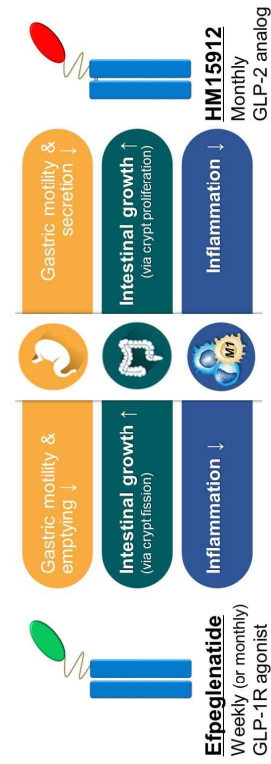 Efpeglenatide
Weekly (or monthly)
GLP-1R agonist
Gastric motility &
emptying ↓
Intestinal growth ↑
(via crypt fission)
Inflammation ↓
M1
Gastric motility &
secretion ↓
Intestinal growth ↑
(via crypt proliferation)
Inflammation ↓
HM15912
Monthly
GLP-2 analog